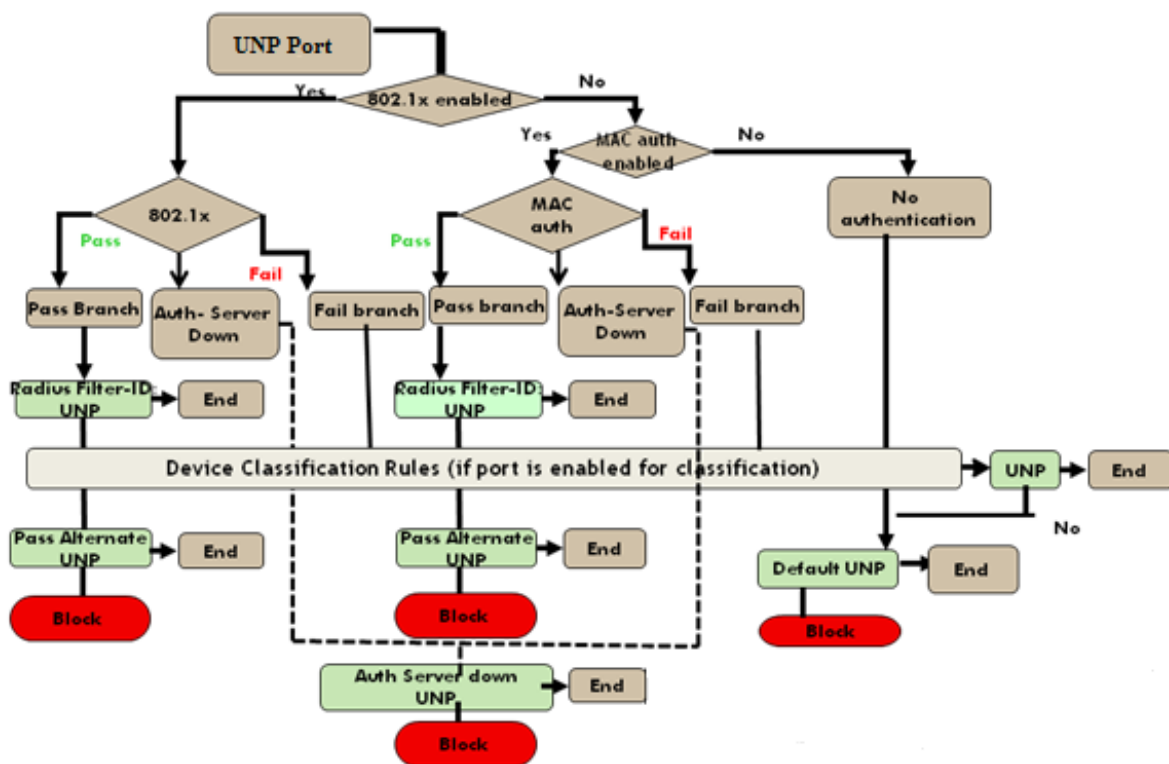 UNP Port
802.1x enabled
Yes
No
MAC auth
enabled
Yes
No
802.1x
Pass
Fail
MAC
auth
Pass
Fail
No
authentication
Pass Branch
Auth- Server
Down
Fail branch
Pass branch
Auth-Server
Down
Fail branch
Radius Filter-ID:
UNP
End
Radius Filter-ID:
UNP
End
Device Classification Rules (if port is enabled for classification)
UNP
End
No
Pass Alternate
UNP
End
Pass Alternate
UNP
End
Default UNP
End
Block
Block
Block
Auth Server down
UNP
End
Block